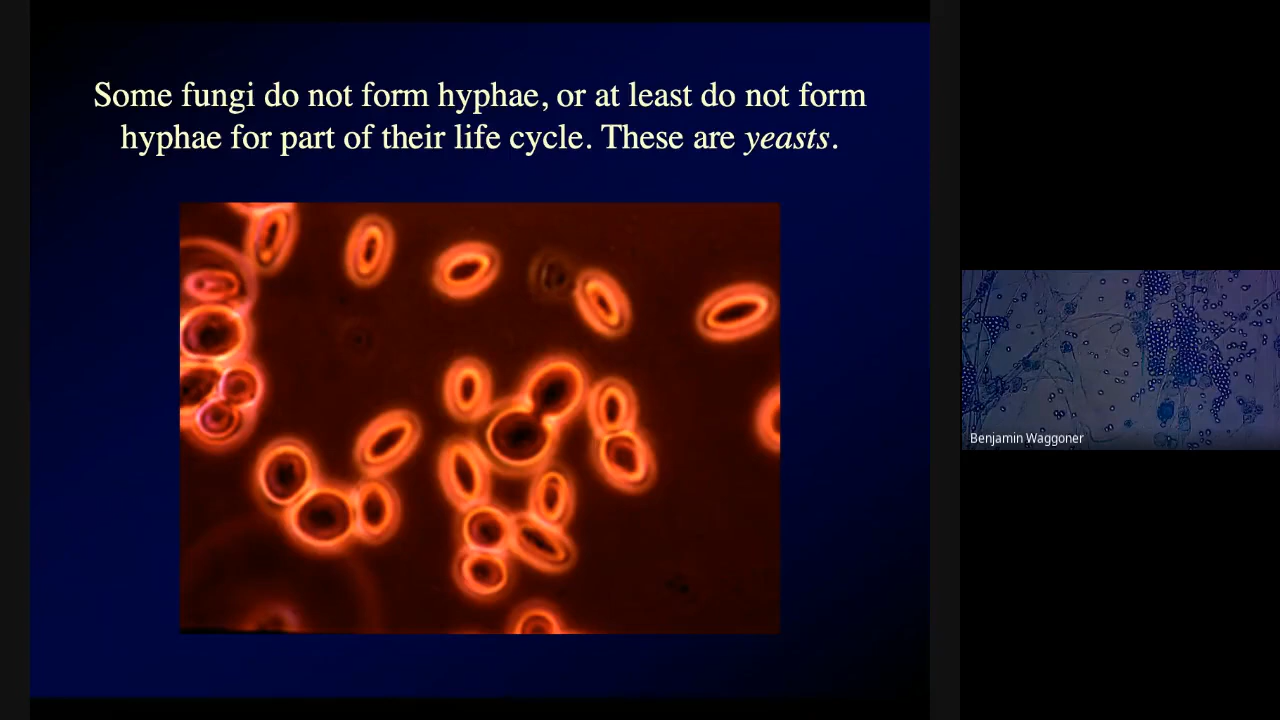 Some fungi do not form hyphae, or at least do not form
hyphae for part of their life cycle. These are yeasts.
Benjamin Waggoner